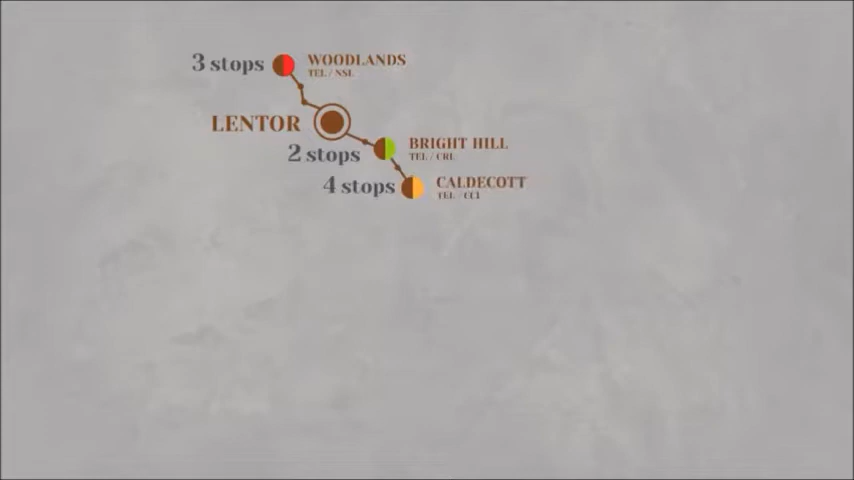 3 stops
WOODLANDS
TEL / NSL
LENTOR
BRIGHT HILL
TEL / CRL
2 stops
4 stops
CALDECOTT
TEL / CCL